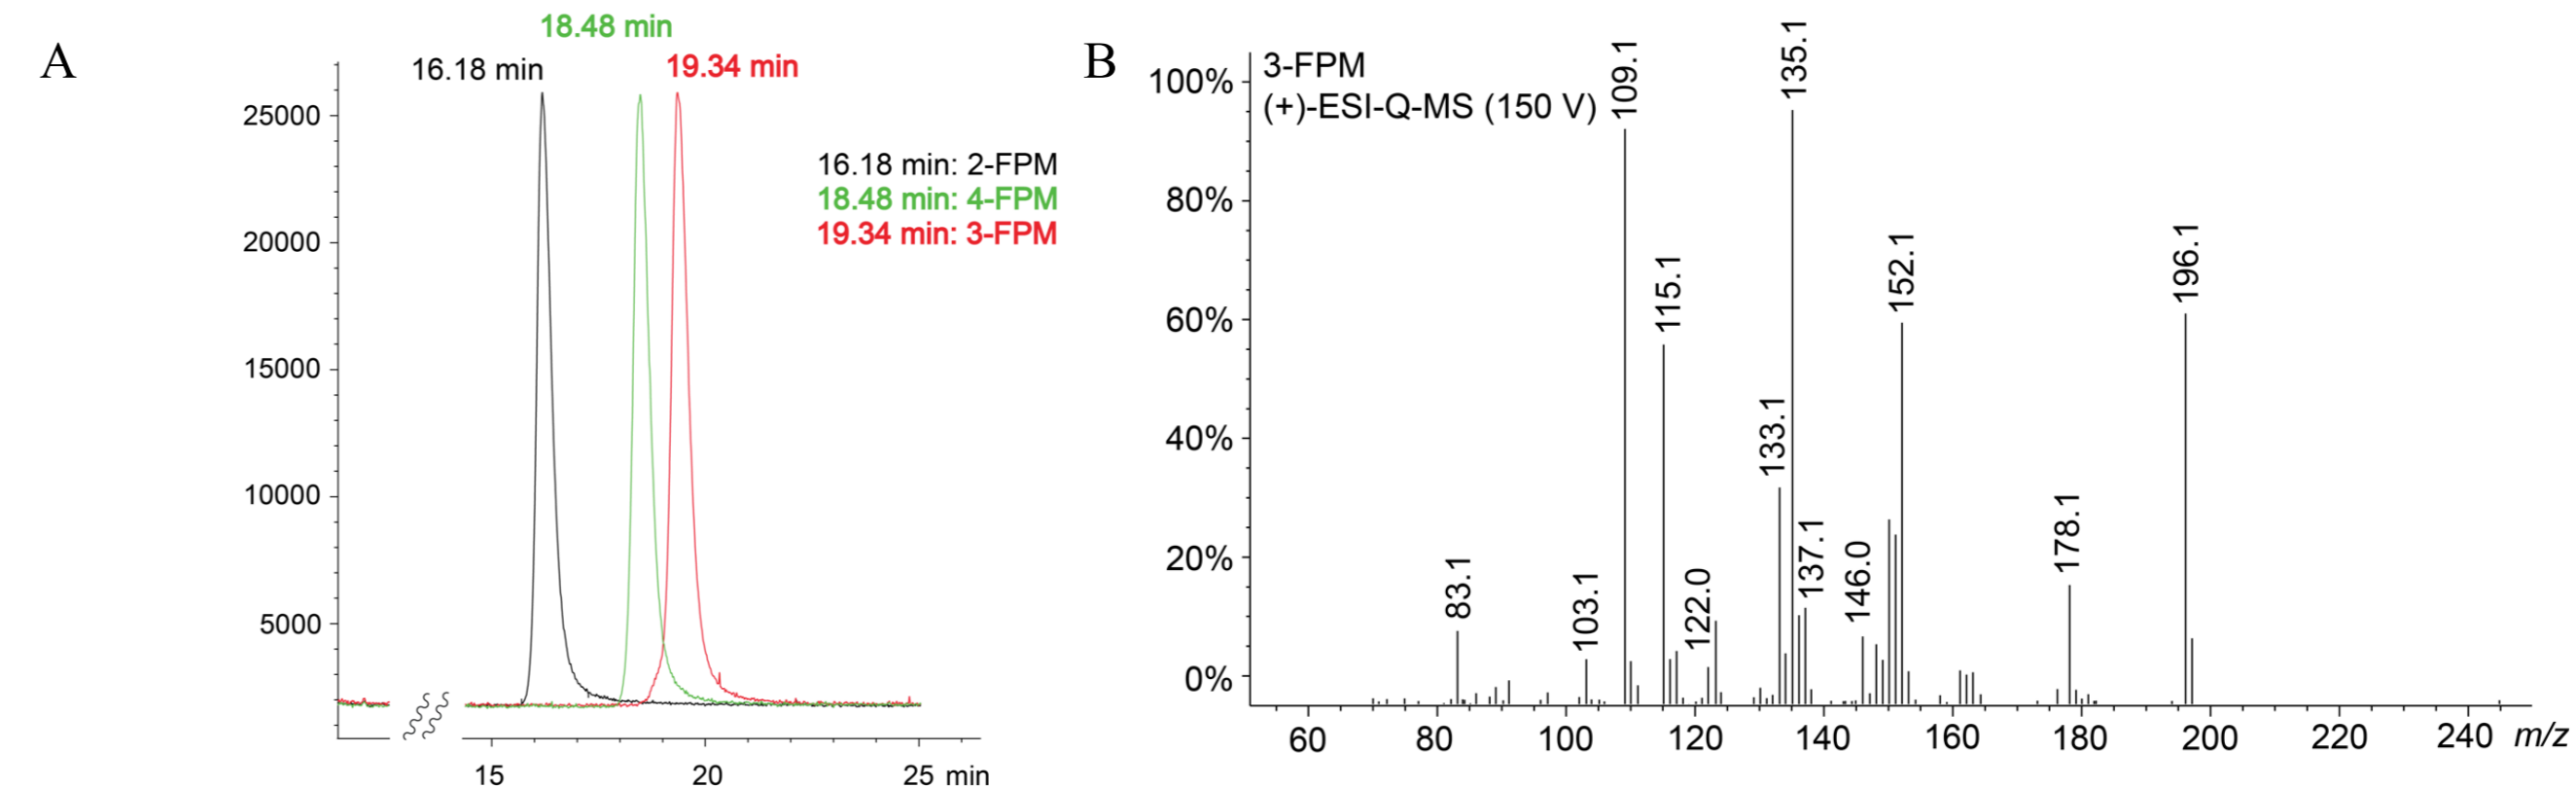 A
18.48 min
16.18 min
19.34 min
25000
20000
15000
10000
5000
16.18 min: 2-FPM
18.48 min: 4-FPM
19.34 min: 3-FPM
15
20
25 min
B
3-FPM
(+)-ESI-Q-MS (150 V)
100%
80%
60%
40%
20%
0%
83.1
103.1
109.1
115.1
122.0
133.1
135.1
137.1
146.0
152.1
178.1
196.1
60 80 100 120 140 160 180 200 220 240 m/z